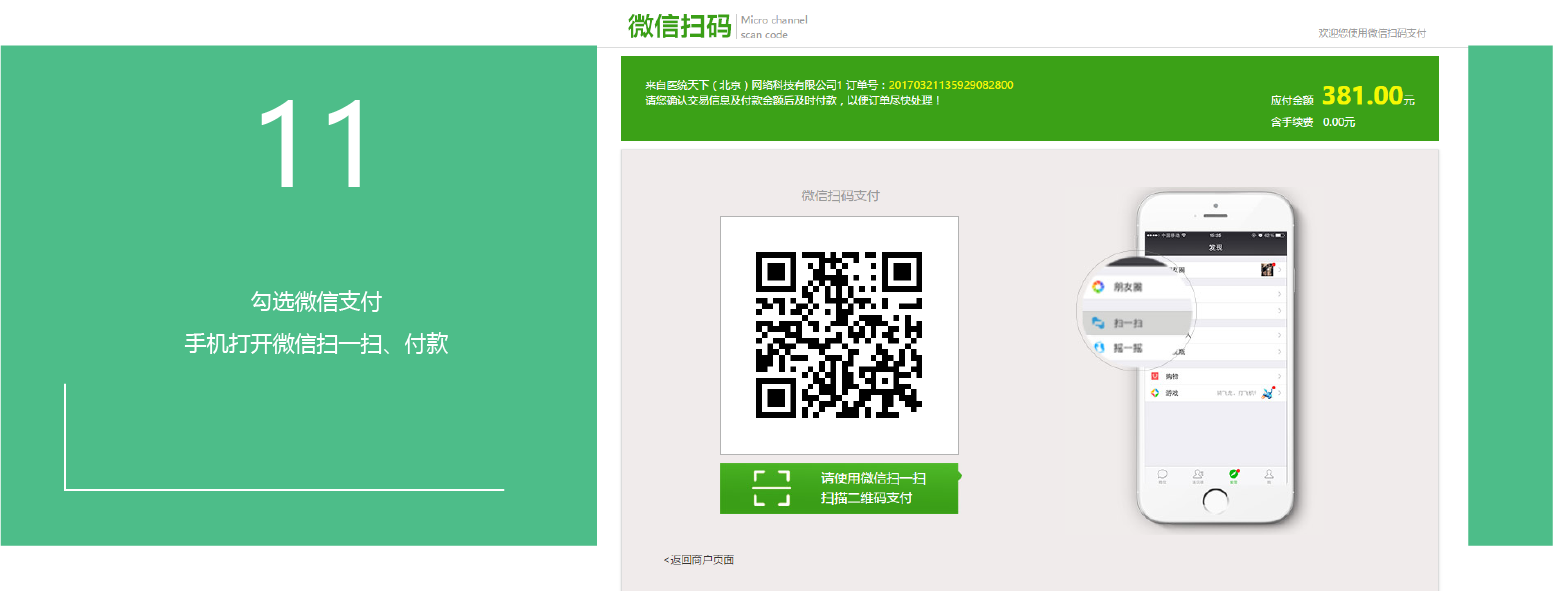 11
勾选微信支付
手机打开微信扫一扫、付款
微信扫码
Micro channel
scan code
欢迎您使用微信扫码支付
来自医统天下（北京）网络科技有限公司1 订单号：20170321135929082800
请您确认交易信息及付款金额后及时付款，以便订单尽快处理！
应付金额 381.00元
含手续费 0.00元
微信扫码支付
请使用微信扫一扫
扫描二维码支付
<返回商户页面
发现
朋友圈
扫一扫
摇一摇
购物
游戏